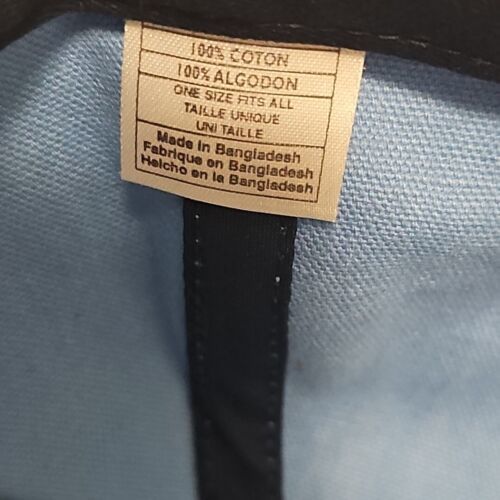 100% COTON
100% ALGODON
ONE SIZE FITS ALL
TAILLE UNIQUE
UNI TAILLE
Made in Bangladesh
Fabrique en Bangladesh
Heicho en la Bangladesh